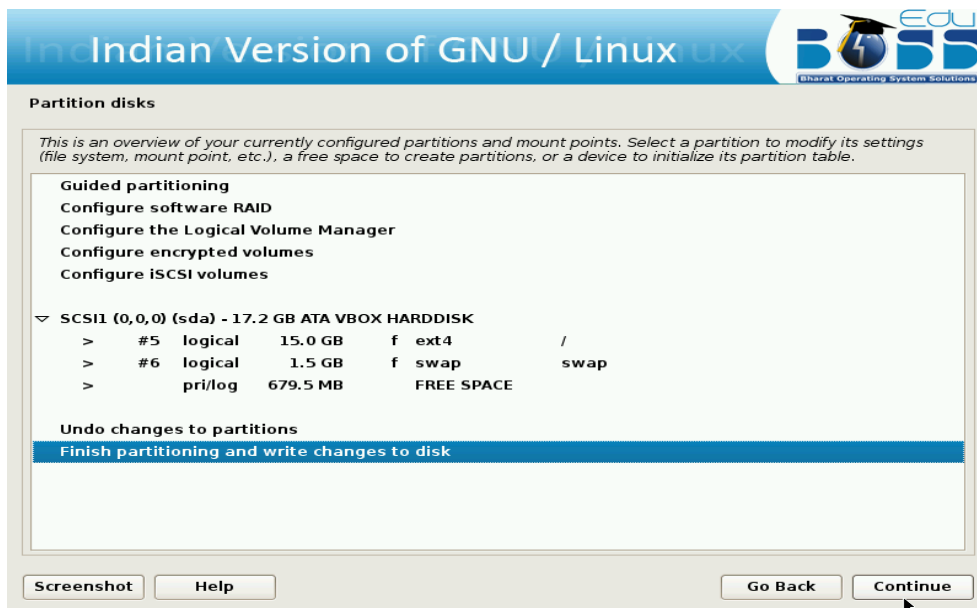 Indian Version of GNU / Linux
Edu
BOSS
Bharat Operating System Solutions
Partition disks
This is an overview of your currently configured partitions and mount points. Select a partition to modify its settings
(file system, mount point, etc.), a free space to create partitions, or a device to initialize its partition table.
Guided partitioning
Configure software RAID
Configure the Logical Volume Manager
Configure encrypted volumes
Configure iSCSI volumes
SCSI1 (0,0,0) (sda) - 17.2 GB ATA VBOX HARDDISK
> #5 logical 15.0 GB f ext4 /
> #6 logical 1.5 GB f swap swap
> pri/log 679.5 MB FREE SPACE
Undo changes to partitions
Finish partitioning and write changes to disk
Screenshot Help Go Back Continue